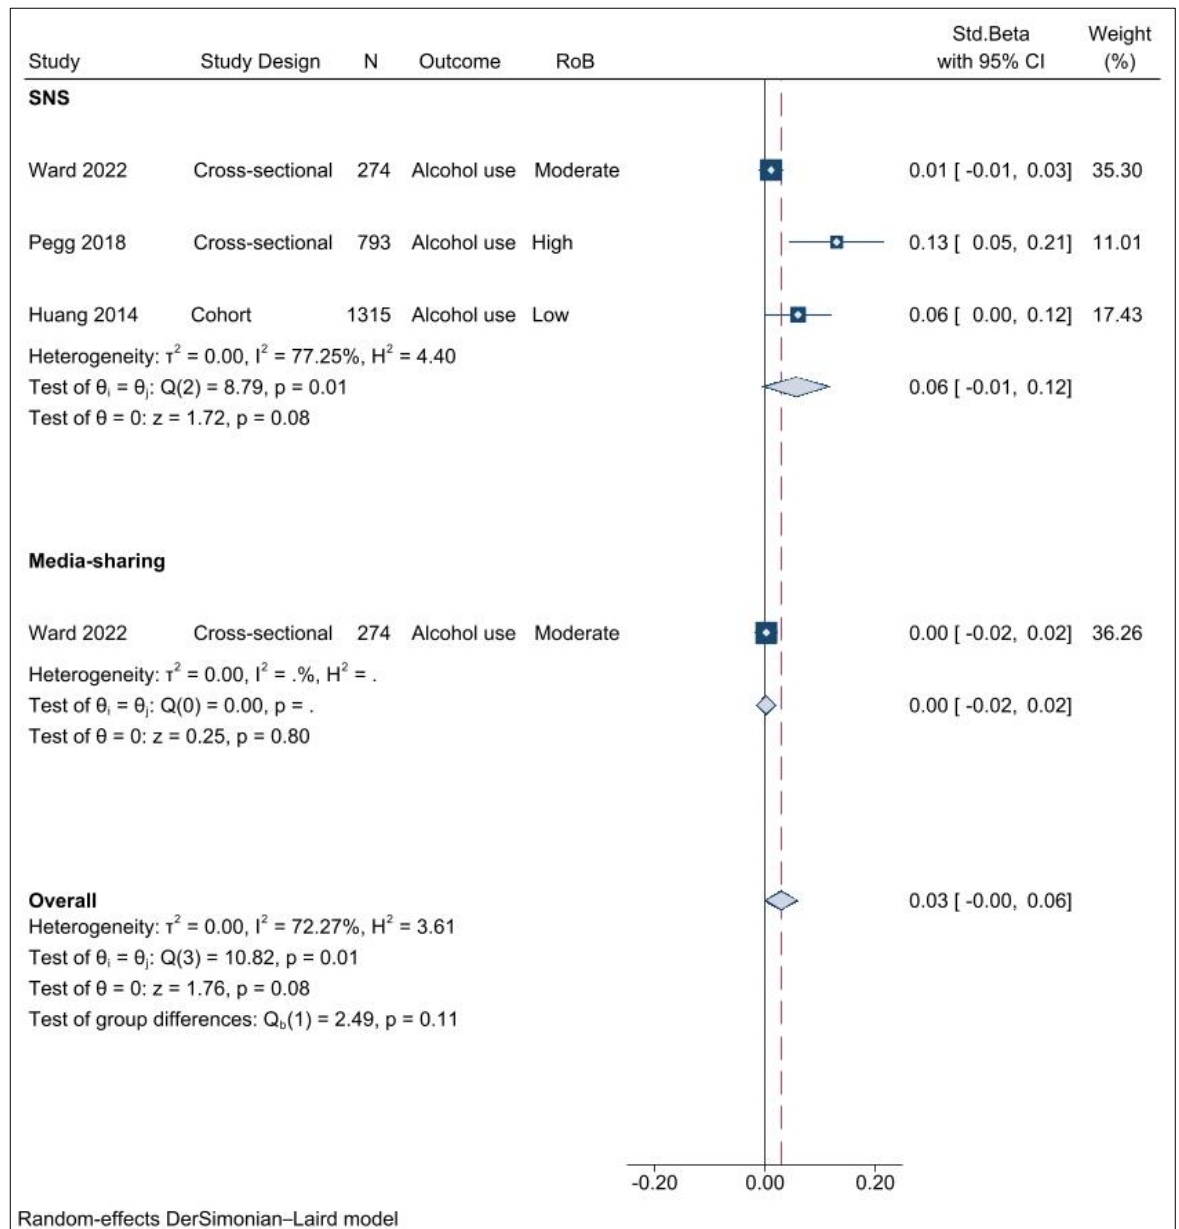 Std.Beta Weight
Study Study Design N Outcome RoB with 95% CI (%)
SNS
Ward 2022 Cross-sectional 274 Alcohol use Moderate 0.01 [ -0.01, 0.03] 35.30
Pegg 2018 Cross-sectional 793 Alcohol use High 0.13 [ 0.05, 0.21] 11.01
Huang 2014 Cohort 1315 Alcohol use Low 0.06 [ 0.00, 0.12] 17.43
Heterogeneity: τ² = 0.00, I² = 77.25%, H² = 4.40
Test of θᵢ = θⱼ: Q(2) = 8.79, p = 0.01 0.06 [ -0.01, 0.12]
Test of θ = 0: z = 1.72, p = 0.08
Media-sharing
Ward 2022 Cross-sectional 274 Alcohol use Moderate 0.00 [ -0.02, 0.02] 36.26
Heterogeneity: τ² = 0.00, I² = .%, H² = .
Test of θᵢ = θⱼ: Q(0) = 0.00, p = . 0.00 [ -0.02, 0.02]
Test of θ = 0: z = 0.25, p = 0.80
Overall 0.03 [ -0.00, 0.06]
Heterogeneity: τ² = 0.00, I² = 72.27%, H² = 3.61
Test of θᵢ = θⱼ: Q(3) = 10.82, p = 0.01
Test of θ = 0: z = 1.76, p = 0.08
Test of group differences: Q_b(1) = 2.49, p = 0.11
-0.20 0.00 0.20
Random-effects DerSimonian–Laird model